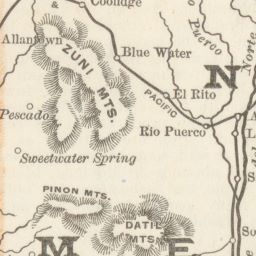 Coolidge
Allantown
ZUNI MTS.
Blue Water
Puerco
Norte
N
PACIFIC
El Rito
Pescado
Rio Puerco
Sweetwater Spring
PINON MTS.
DATIL
MTS.
M
E